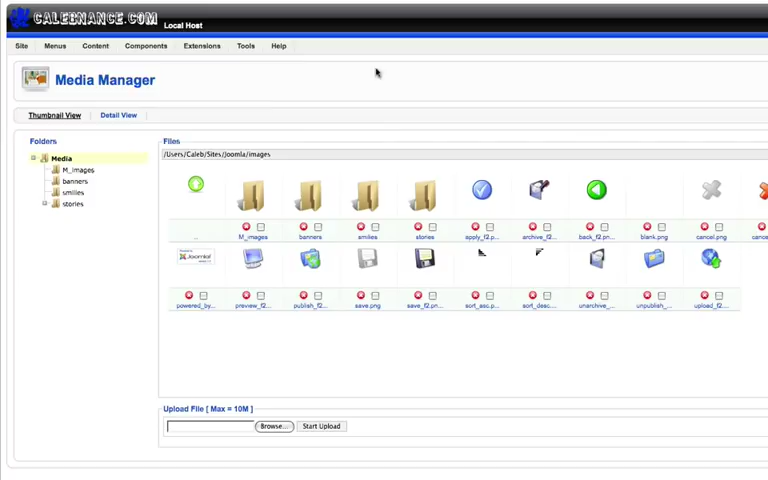 CALEBNANCE.COM Local Host
Site Menus Content Components Extensions Tools Help
Media Manager
Thumbnail View Detail View
Folders
Media
M_images
banners
smilies
stories
Files
/Users/Caleb/Sites/Joomla/images
.. M_images banners smilies stories apply_f2.p... archive_f2... back_f2.pn... blank.png cancel.png
Joomla!
powered_by... preview_f2... publish_f2... save.png save_f2.pn... sort_asc.p... sort_desc.... unarchive_... unpublish_... upload_f2....
Upload File [ Max = 10M ]
Browse... Start Upload